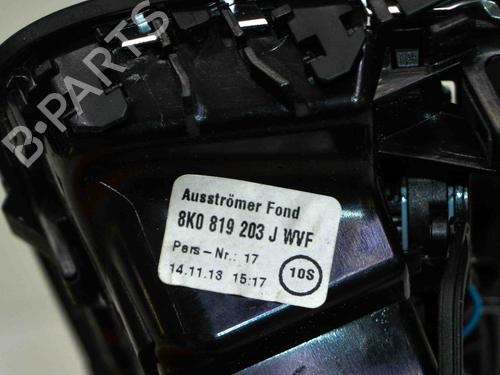 B-PARTS
Ausströmer Fond
8K0 819 203 J WVF
Pers-Nr.: 17
14.11.13 15:17
10S